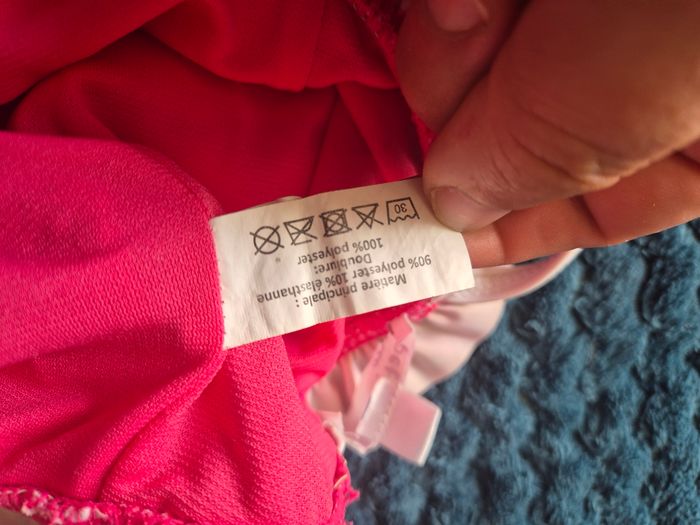 Matière principale :
90% polyester 10% élasthanne
Doublure:
100% polyester
30